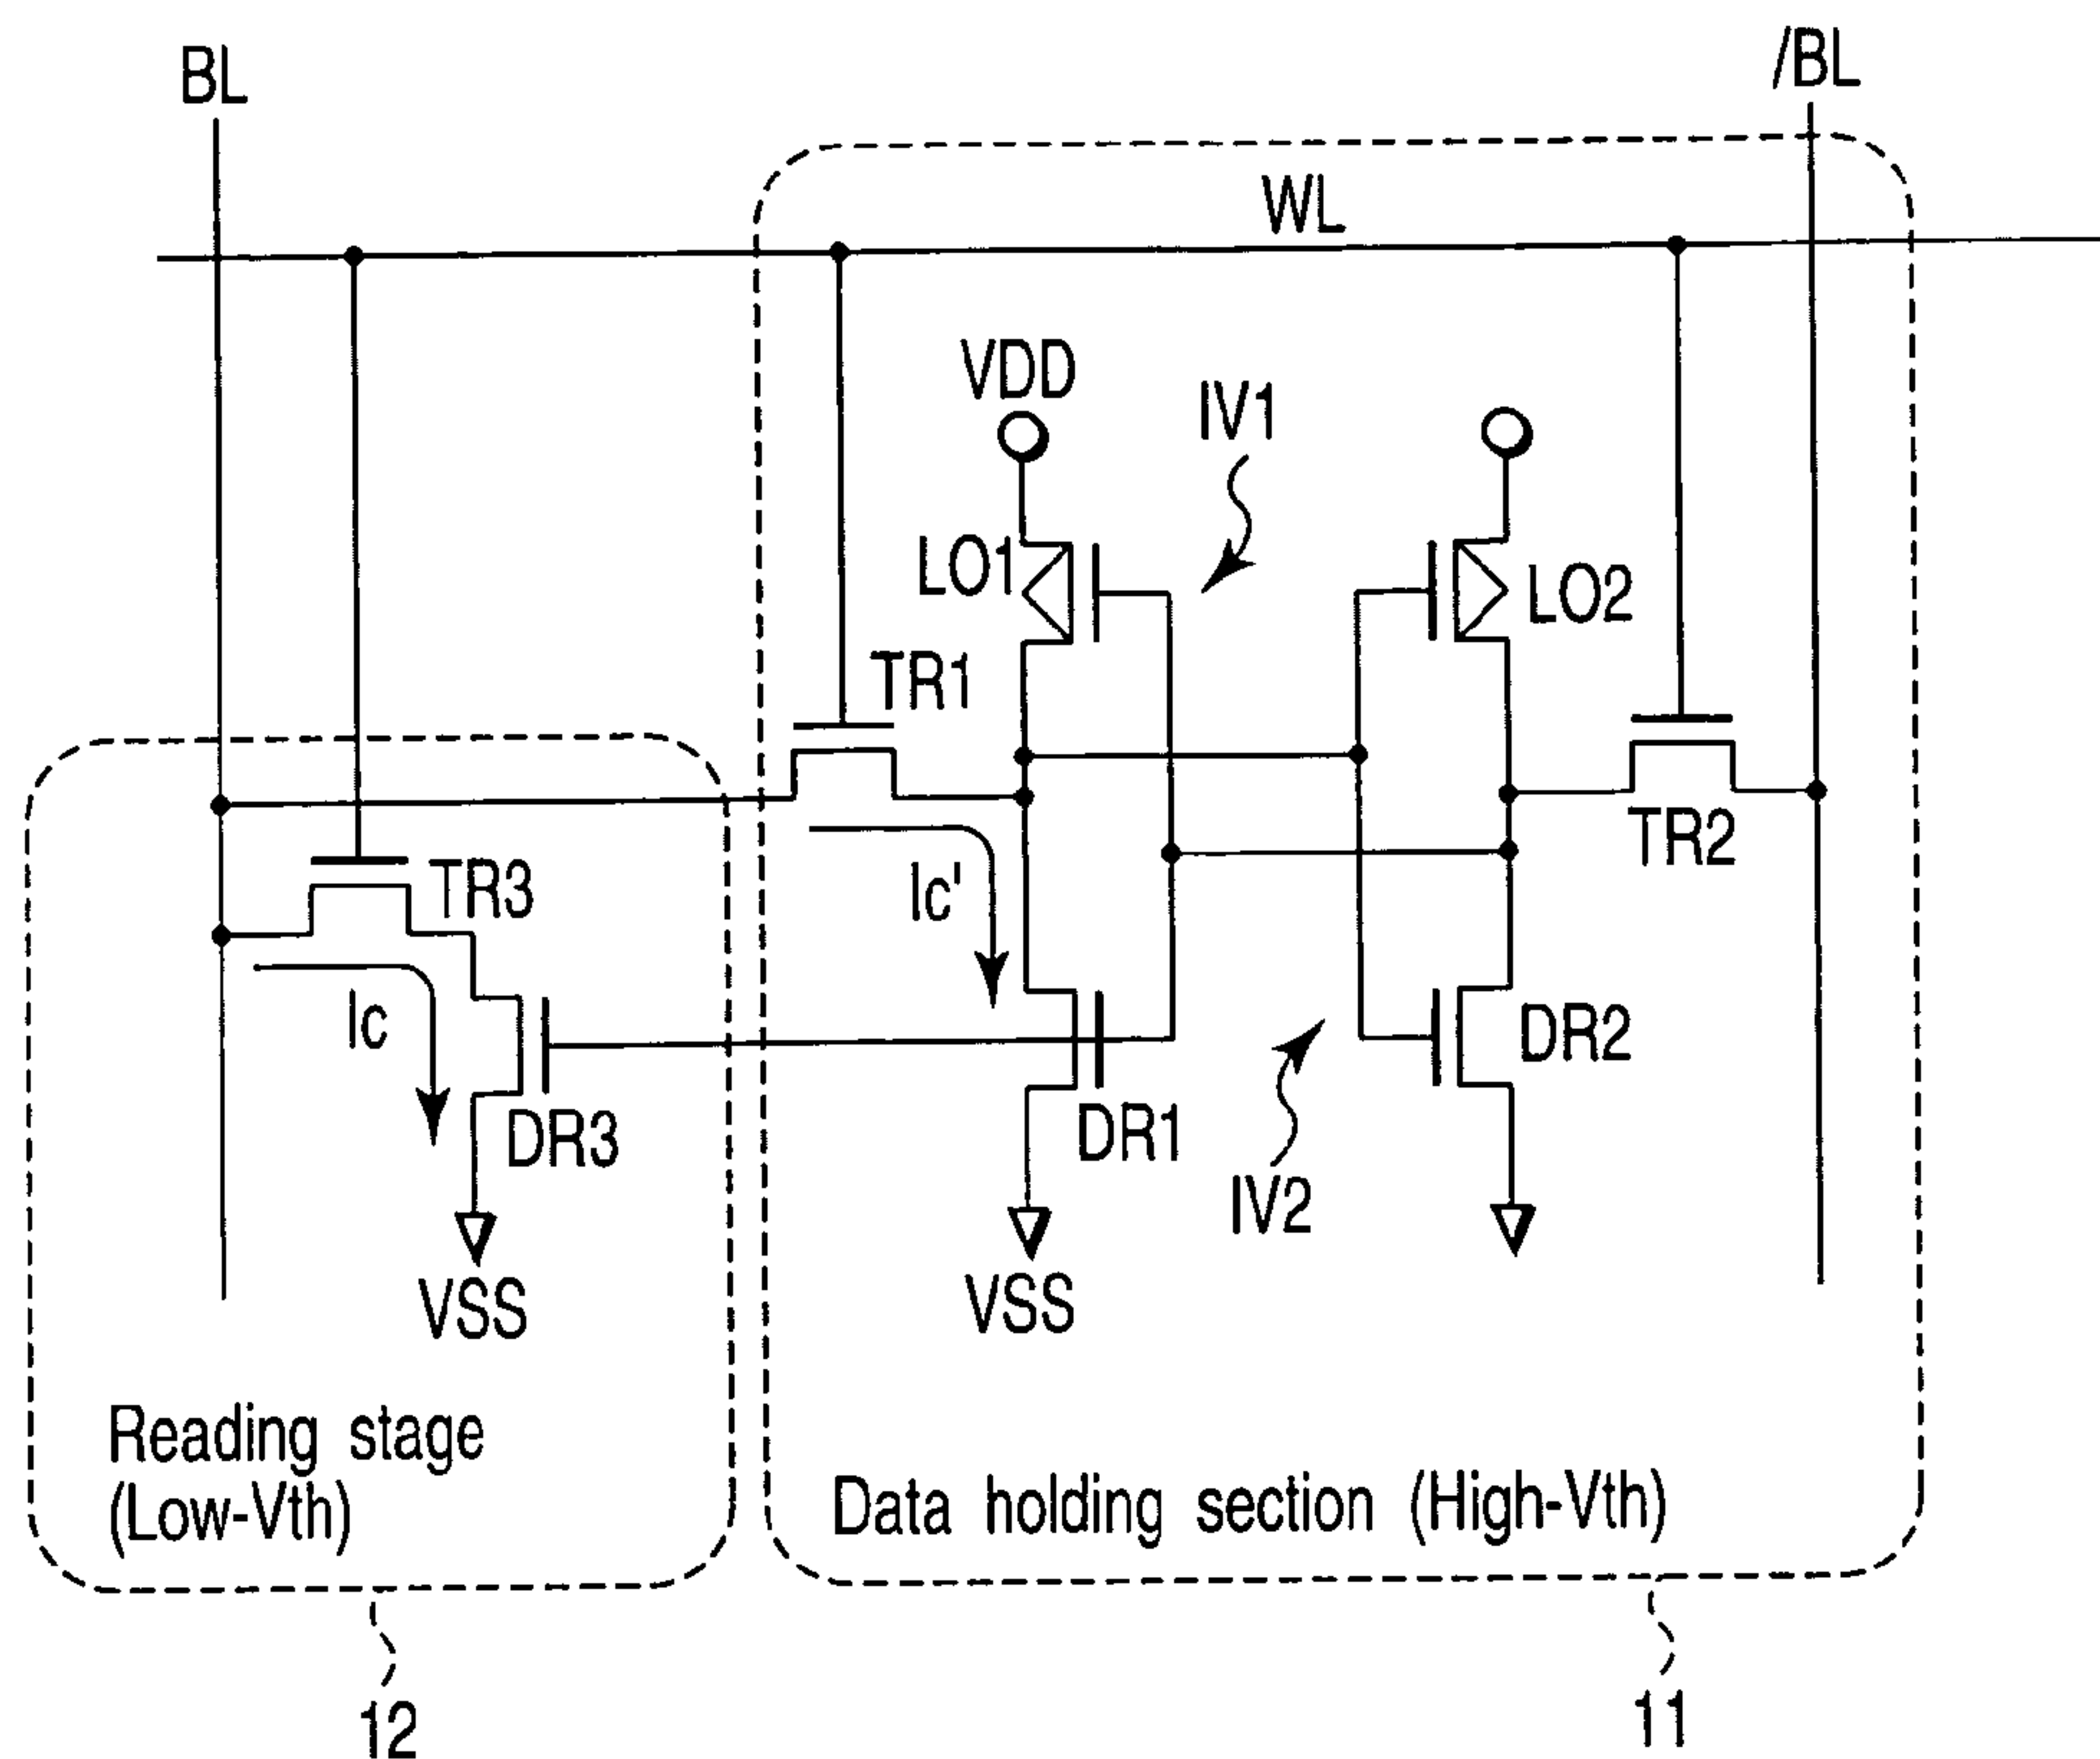 BL
/BL
WL
VDD
IV1
LO1
LO2
TR1
TR2
TR3
Ic'
Ic
DR2
DR3
DR1
IV2
VSS
VSS
Reading stage
(Low-Vth)
Data holding section (High-Vth)
12
11